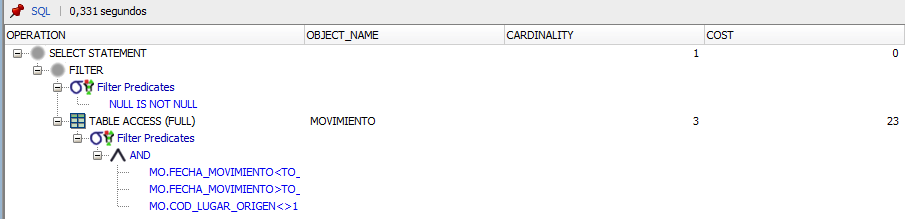 SQL | 0,331 segundos
OPERATION OBJECT_NAME CARDINALITY COST
SELECT STATEMENT 1 0
FILTER
Filter Predicates
NULL IS NOT NULL
TABLE ACCESS (FULL) MOVIMIENTO 3 23
Filter Predicates
AND
MO.FECHA_MOVIMIENTO<TO_
MO.FECHA_MOVIMIENTO>TO_
MO.COD_LUGAR_ORIGEN<>1